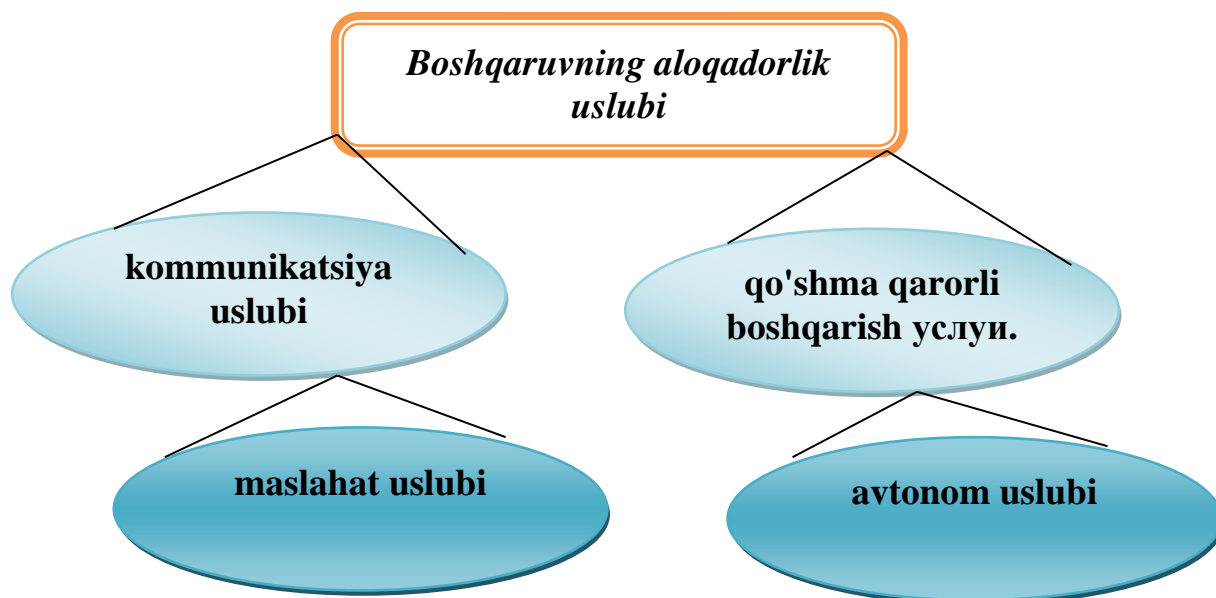 Boshqaruvning aloqadorlik
uslubi
kommunikatsiya
uslubi
qo'shma qarorli
boshqarish услуи.
maslahat uslubi
avtonom uslubi